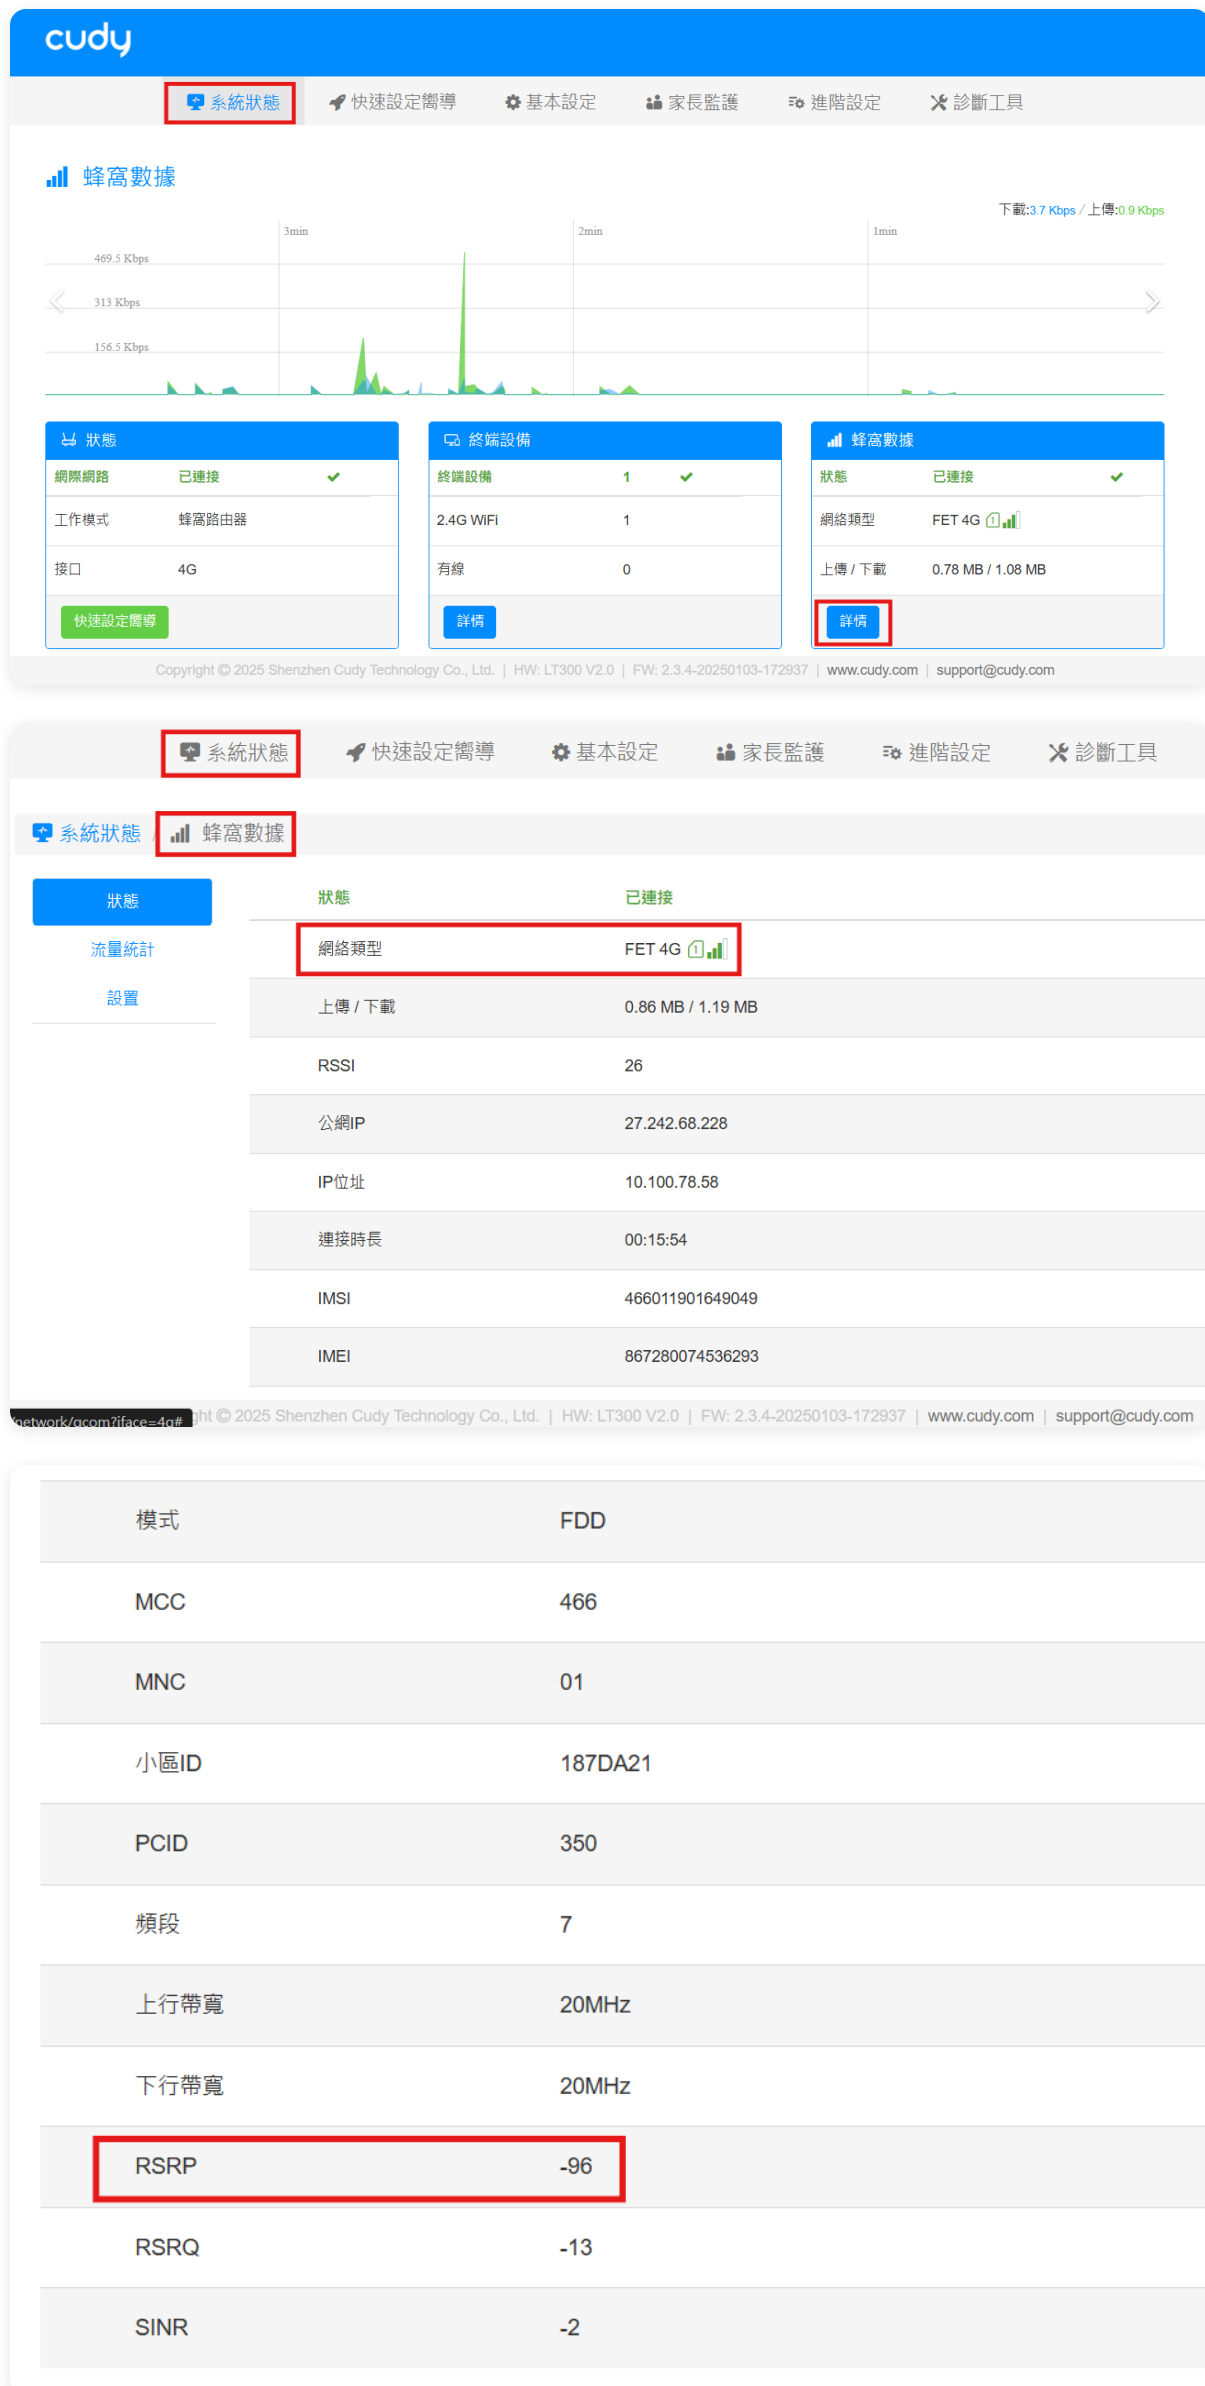 cudy
系統狀態 快速設定嚮導 基本設定 家長監護 進階設定 診斷工具
蜂窩數據
下載:3.7 Kbps / 上傳:0.9 Kbps
3min 2min 1min
469.5 Kbps
313 Kbps
156.5 Kbps
狀態
網際網路 已連接
工作模式 蜂窩路由器
接口 4G
快速設定嚮導
終端設備
終端設備 1
2.4G WiFi 1
有線 0
詳情
蜂窩數據
狀態 已連接
網絡類型 FET 4G 1
上傳 / 下載 0.78 MB / 1.08 MB
詳情
Copyright © 2025 Shenzhen Cudy Technology Co., Ltd. | HW: LT300 V2.0 | FW: 2.3.4-20250103-172937 | www.cudy.com | support@cudy.com
系統狀態 快速設定嚮導 基本設定 家長監護 進階設定 診斷工具
系統狀態 / 蜂窩數據
狀態
流量統計
設置
狀態 已連接
網絡類型 FET 4G 1
上傳 / 下載 0.86 MB / 1.19 MB
RSSI 26
公網IP 27.242.68.228
IP位址 10.100.78.58
連接時長 00:15:54
IMSI 466011901649049
IMEI 867280074536293
/network/gcom?iface=4g# ght © 2025 Shenzhen Cudy Technology Co., Ltd. | HW: LT300 V2.0 | FW: 2.3.4-20250103-172937 | www.cudy.com | support@cudy.com
模式 FDD
MCC 466
MNC 01
小區ID 187DA21
PCID 350
頻段 7
上行帶寬 20MHz
下行帶寬 20MHz
RSRP -96
RSRQ -13
SINR -2